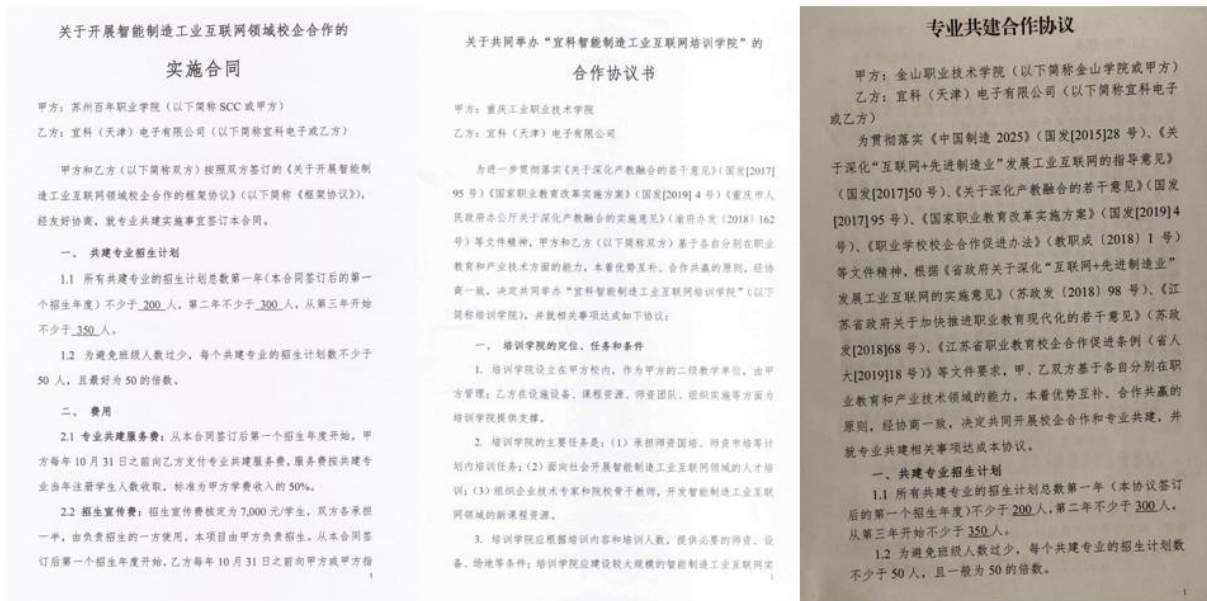 关于开展智能制造工业互联网领域校企合作的
实施合同
甲方：苏州百年职业学院（以下简称 SCC 或甲方）
乙方：宜科（天津）电子有限公司（以下简称宜科电子或乙方）
甲方和乙方（以下简称双方）按照双方签订的《关于开展智能制
造工业互联网领域校企合作的框架协议》（以下简称《框架协议》），
经友好协商，就专业共建实施事宜签订本合同。
一、 共建专业招生计划
1.1 所有共建专业的招生计划总数第一年（本合同签订后的第一
个招生年度）不少于 200 人，第二年不少于 300 人，从第三年开始
不少于 350 人。
1.2 为避免班级人数过少，每个共建专业的招生计划数不少于
50 人，且最好为 50 的倍数。
二、 费用
2.1 专业共建服务费：从本合同签订后第一个招生年度开始，甲
方每年 10 月 31 日之前向乙方支付专业共建服务费，服务费按共建专
业当年注册学生人数收取，标准为甲方学费收入的 50%。
2.2 招生宣传费：招生宣传费核定为 7,000 元/学生，双方各承担
一半，由负责招生的一方使用，本项目由甲方负责招生。从本合同签
订后第一个招生年度开始，乙方每年 10 月 31 日之前向甲方或甲方指
1
关于共同举办“宜科智能制造工业互联网培训学院”的
合作协议书
甲方：重庆工业职业技术学院
乙方：宜科（天津）电子有限公司
为进一步贯彻落实《关于深化产教融合的若干意见》（国发[2017]
95 号）《国家职业教育改革实施方案》（国发[2019] 4 号）《重庆市人
民政府办公厅关于深化产教融合的实施意见》（渝府办发〔2018〕162
号）等文件精神，甲方和乙方（以下简称双方）基于各自分别在职业
教育和产业技术方面的能力，本着优势互补、合作共赢的原则，经协
商一致，决定共同举办“宜科智能制造工业互联网培训学院”（以下
简称培训学院），并就相关事项达成如下协议：
一、 培训学院的定位、任务和条件
1. 培训学院设立在甲方校内，作为甲方的二级教学单位，由甲
方管理；乙方在设施设备、课程资源、师资团队、组织实施等方面为
培训学院提供支撑。
2. 培训学院的主要任务是：（1）承担师资国培、师资市培等计
划内培训任务；（2）面向社会开展智能制造工业互联网领域的人才培
训；（3）组织企业技术专家和院校骨干教师，开发智能制造工业互联
网领域的新课程资源。
3. 培训学院应根据培训内容和培训人数，提供必要的师资、设
备、场地等条件；培训学院应建设较大规模的智能制造工业互联网实
1
专业共建合作协议
甲方：金山职业技术学院（以下简称金山学院或甲方）
乙方：宜科（天津）电子有限公司（以下简称宜科电子
或乙方）
为贯彻落实《中国制造 2025》（国发[2015]28 号）、《关
于深化“互联网+先进制造业”发展工业互联网的指导意见》
（国发[2017]50 号）、《关于深化产教融合的若干意见》（国发
[2017]95 号）、《国家职业教育改革实施方案》（国发[2019]4
号）、《职业学校校企合作促进办法》（教职成〔2018〕1 号）
等文件精神，根据《省政府关于深化“互联网+先进制造业”
发展工业互联网的实施意见》（苏政发〔2018〕98 号）、《江
苏省政府关于加快推进职业教育现代化的若干意见》（苏政
发[2018]68 号）、《江苏省职业教育校企合作促进条例（省人
大[2019]18 号）》等文件要求，甲、乙双方基于各自分别在职
业教育和产业技术领域的能力，本着优势互补、合作共赢的
原则，经协商一致，决定共同开展校企合作和专业共建，并
就专业共建相关事项达成本协议。
一、共建专业招生计划
1.1 所有共建专业的招生计划总数第一年（本协议签订
后的第一个招生年度）不少于 200 人，第二年不少于 300 人，
从第三年开始不少于 350 人。
1.2 为避免班级人数过少，每个共建专业的招生计划数
不少于 50 人，且一般为 50 的倍数。
1